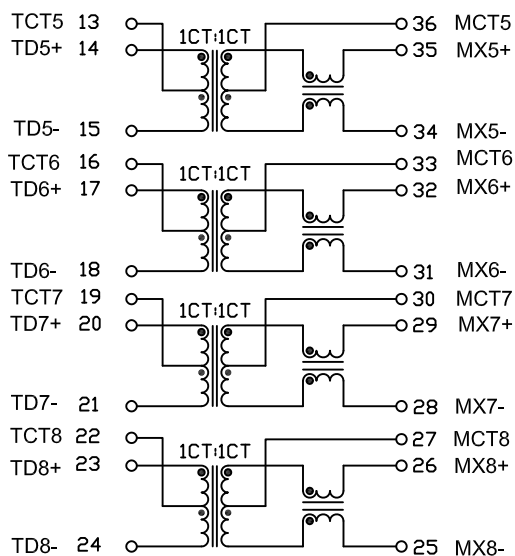 TCT5 13 36 MCT5
1CT:1CT
TD5+ 14 35 MX5+
TD5- 15 34 MX5-
TCT6 16 33 MCT6
1CT:1CT
TD6+ 17 32 MX6+
TD6- 18 31 MX6-
TCT7 19 30 MCT7
1CT:1CT
TD7+ 20 29 MX7+
TD7- 21 28 MX7-
TCT8 22 27 MCT8
1CT:1CT
TD8+ 23 26 MX8+
TD8- 24 25 MX8-